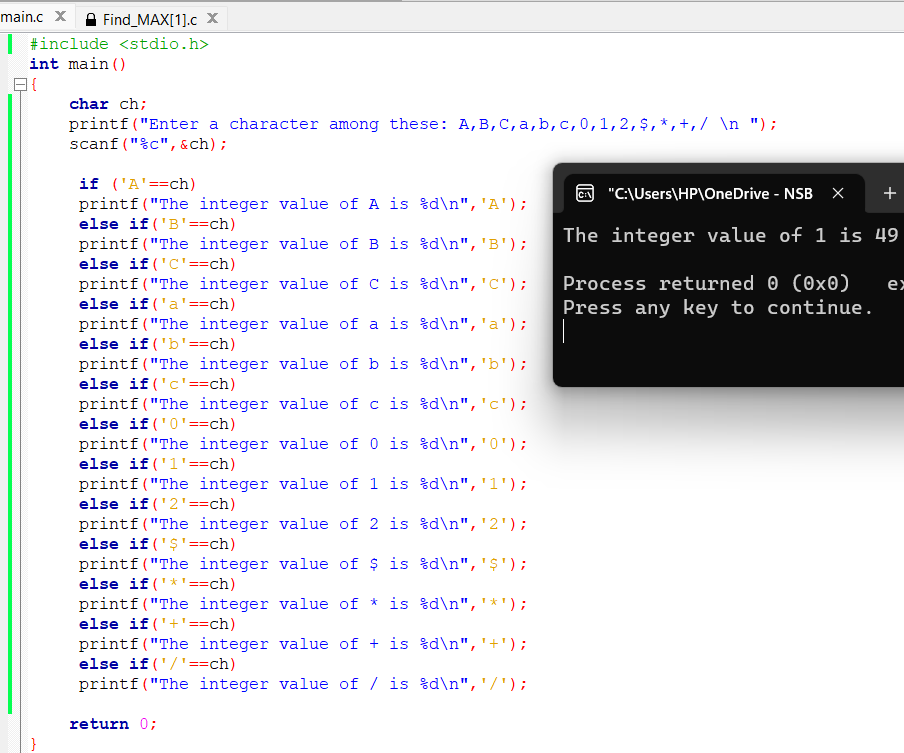 main.c X Find_MAX[1].c X
#include <stdio.h>
int main()
{
char ch;
printf("Enter a character among these: A,B,C,a,b,c,0,1,2,$,*,+,/ \n ");
scanf("%c",&ch);
if ('A'==ch)
printf("The integer value of A is %d\n",'A');
else if('B'==ch)
printf("The integer value of B is %d\n",'B');
else if('C'==ch)
printf("The integer value of C is %d\n",'C');
else if('a'==ch)
printf("The integer value of a is %d\n",'a');
else if('b'==ch)
printf("The integer value of b is %d\n",'b');
else if('c'==ch)
printf("The integer value of c is %d\n",'c');
else if('0'==ch)
printf("The integer value of 0 is %d\n",'0');
else if('1'==ch)
printf("The integer value of 1 is %d\n",'1');
else if('2'==ch)
printf("The integer value of 2 is %d\n",'2');
else if('$'==ch)
printf("The integer value of $ is %d\n",'$');
else if('*'==ch)
printf("The integer value of * is %d\n",'*');
else if('+'==ch)
printf("The integer value of + is %d\n",'+');
else if('/'==ch)
printf("The integer value of / is %d\n",'/');
return 0;
}
"C:\Users\HP\OneDrive - NSB
The integer value of 1 is 49
Process returned 0 (0x0) ex
Press any key to continue.